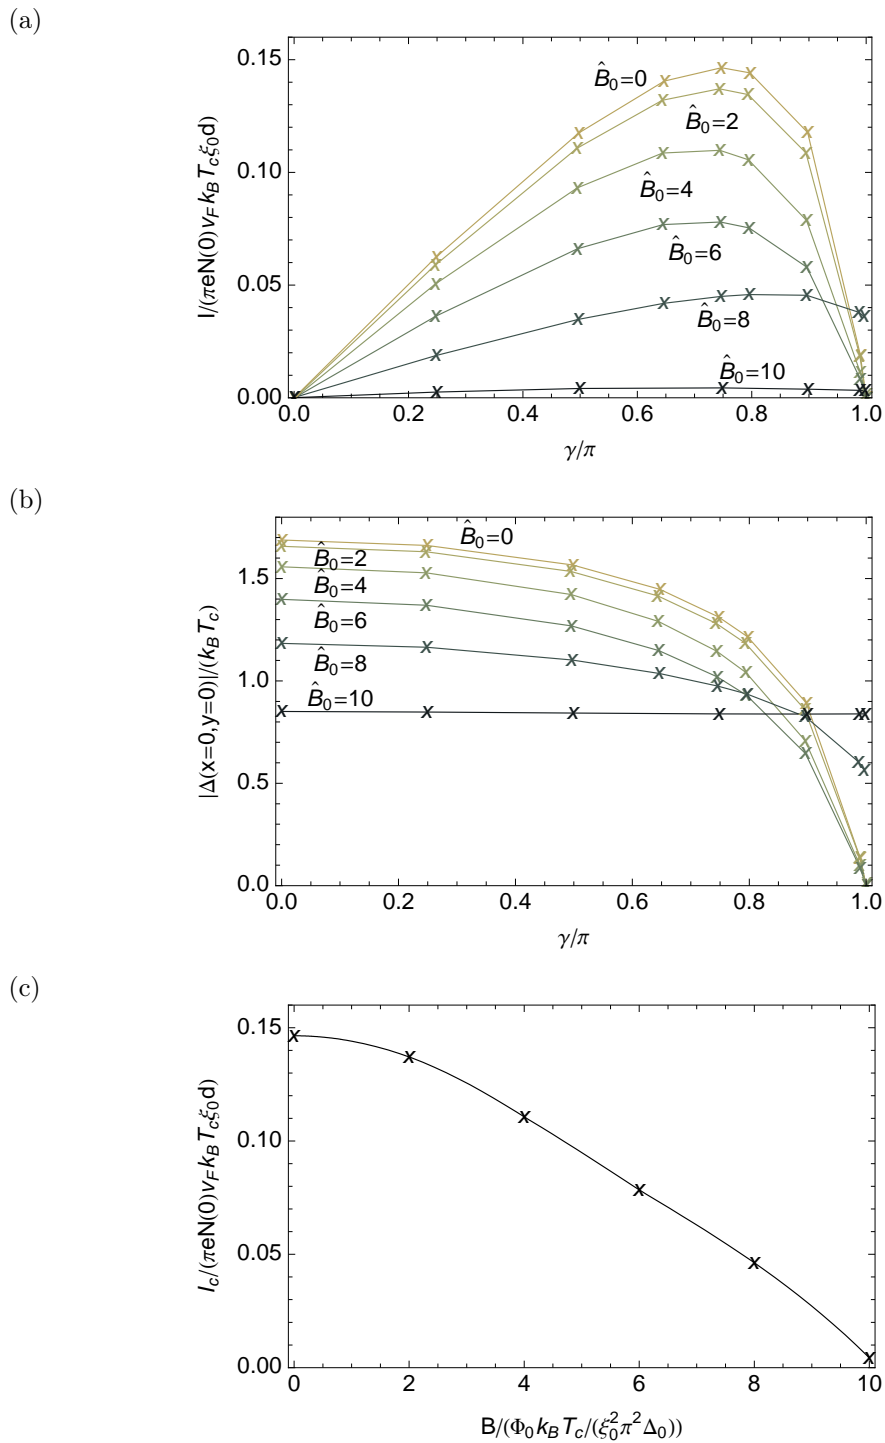 (a)
I/(πeN(0)v_F k_B T_c ξ_0 d)
0.15
0.10
0.05
0.00
B̂_0=0
B̂_0=2
B̂_0=4
B̂_0=6
B̂_0=8
B̂_0=10
0.0 0.2 0.4 0.6 0.8 1.0
γ/π
(b)
|Δ(x=0,y=0)|/(k_B T_c)
1.5
1.0
0.5
0.0
B̂_0=0
B̂_0=2
B̂_0=4
B̂_0=6
B̂_0=8
B̂_0=10
0.0 0.2 0.4 0.6 0.8 1.0
γ/π
(c)
I_c/(πeN(0)v_F k_B T_c ξ_0 d)
0.15
0.10
0.05
0.00
0 2 4 6 8 10
B/(Φ_0 k_B T_c/(ξ_0^2 π^2 Δ_0))